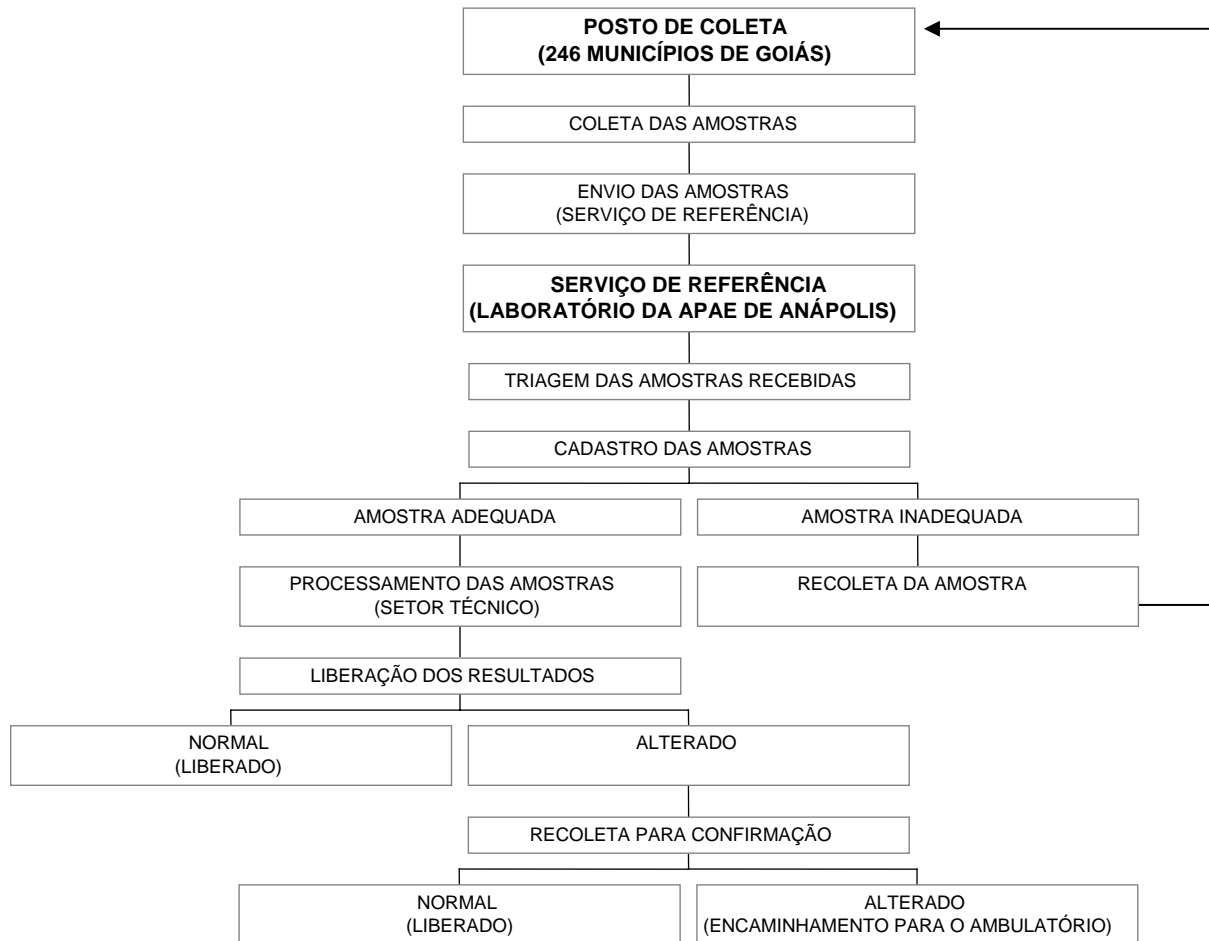 POSTO DE COLETA
(246 MUNICÍPIOS DE GOIÁS)
COLETA DAS AMOSTRAS
ENVIO DAS AMOSTRAS
(SERVIÇO DE REFERÊNCIA)
SERVIÇO DE REFERÊNCIA
(LABORATÓRIO DA APAE DE ANÁPOLIS)
TRIAGEM DAS AMOSTRAS RECEBIDAS
CADASTRO DAS AMOSTRAS
AMOSTRA ADEQUADA
AMOSTRA INADEQUADA
PROCESSAMENTO DAS AMOSTRAS
(SETOR TÉCNICO)
RECOLETA DA AMOSTRA
LIBERAÇÃO DOS RESULTADOS
NORMAL
(LIBERADO)
ALTERADO
RECOLETA PARA CONFIRMAÇÃO
NORMAL
(LIBERADO)
ALTERADO
(ENCAMINHAMENTO PARA O AMBULATÓRIO)